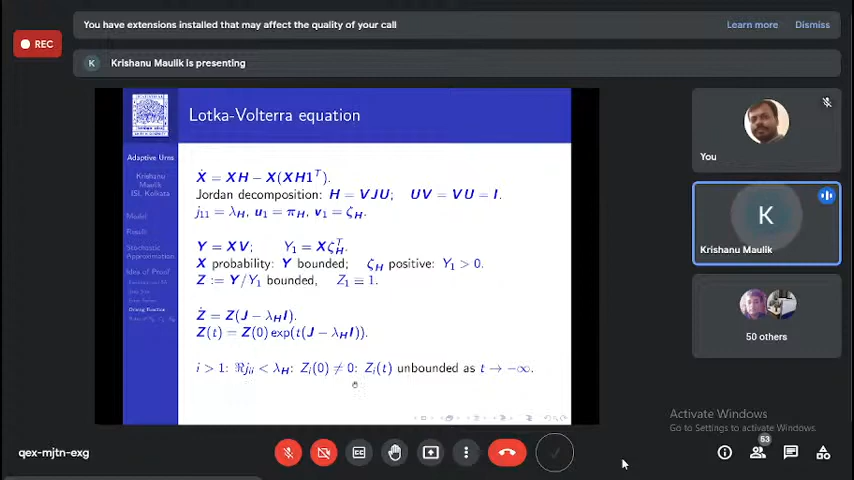 You have extensions installed that may affect the quality of your call
Learn more
Dismiss
REC
K
Krishanu Maulik is presenting
Lotka-Volterra equation
Adaptive Urns
Krishanu
Maulik
ISI, Kolkata
Model
Result
Stochastic
Approximation
Idea of Proof
Ẋ = XH − X(XH1ᵀ).
Jordan decomposition: H = VJU; UV = VU = I.
j₁₁ = λ_H, u₁ = π_H, v₁ = ζ_H.
Y = XV; Y₁ = Xζ_Hᵀ.
X probability: Y bounded; ζ_H positive: Y₁ > 0.
Z := Y/Y₁ bounded, Z₁ ≡ 1.
Ż = Z(J − λ_H I).
Z(t) = Z(0) exp(t(J − λ_H I)).
i > 1: ℜj_ii < λ_H: Z_i(0) ≠ 0: Z_i(t) unbounded as t → −∞.
You
K
Krishanu Maulik
50 others
Activate Windows
Go to Settings to activate Windows.
qex-mjtn-exg
53